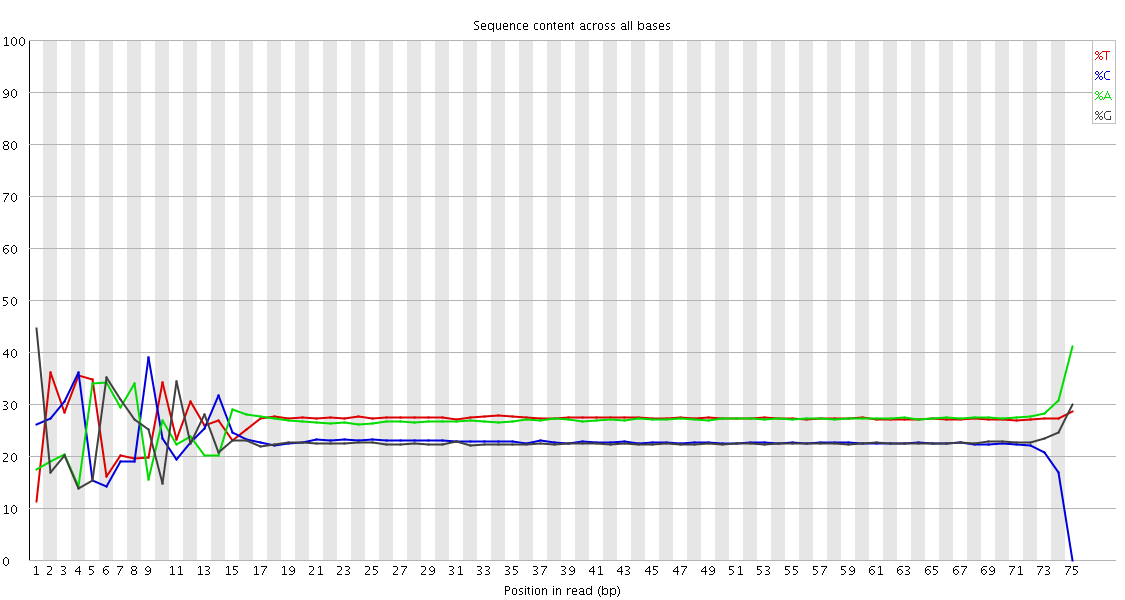 Sequence content across all bases
100
90
80
70
60
50
40
30
20
10
0
%T
%C
%A
%G
1 2 3 4 5 6 7 8 9 11 13 15 17 19 21 23 25 27 29 31 33 35 37 39 41 43 45 47 49 51 53 55 57 59 61 63 65 67 69 71 73 75
Position in read (bp)